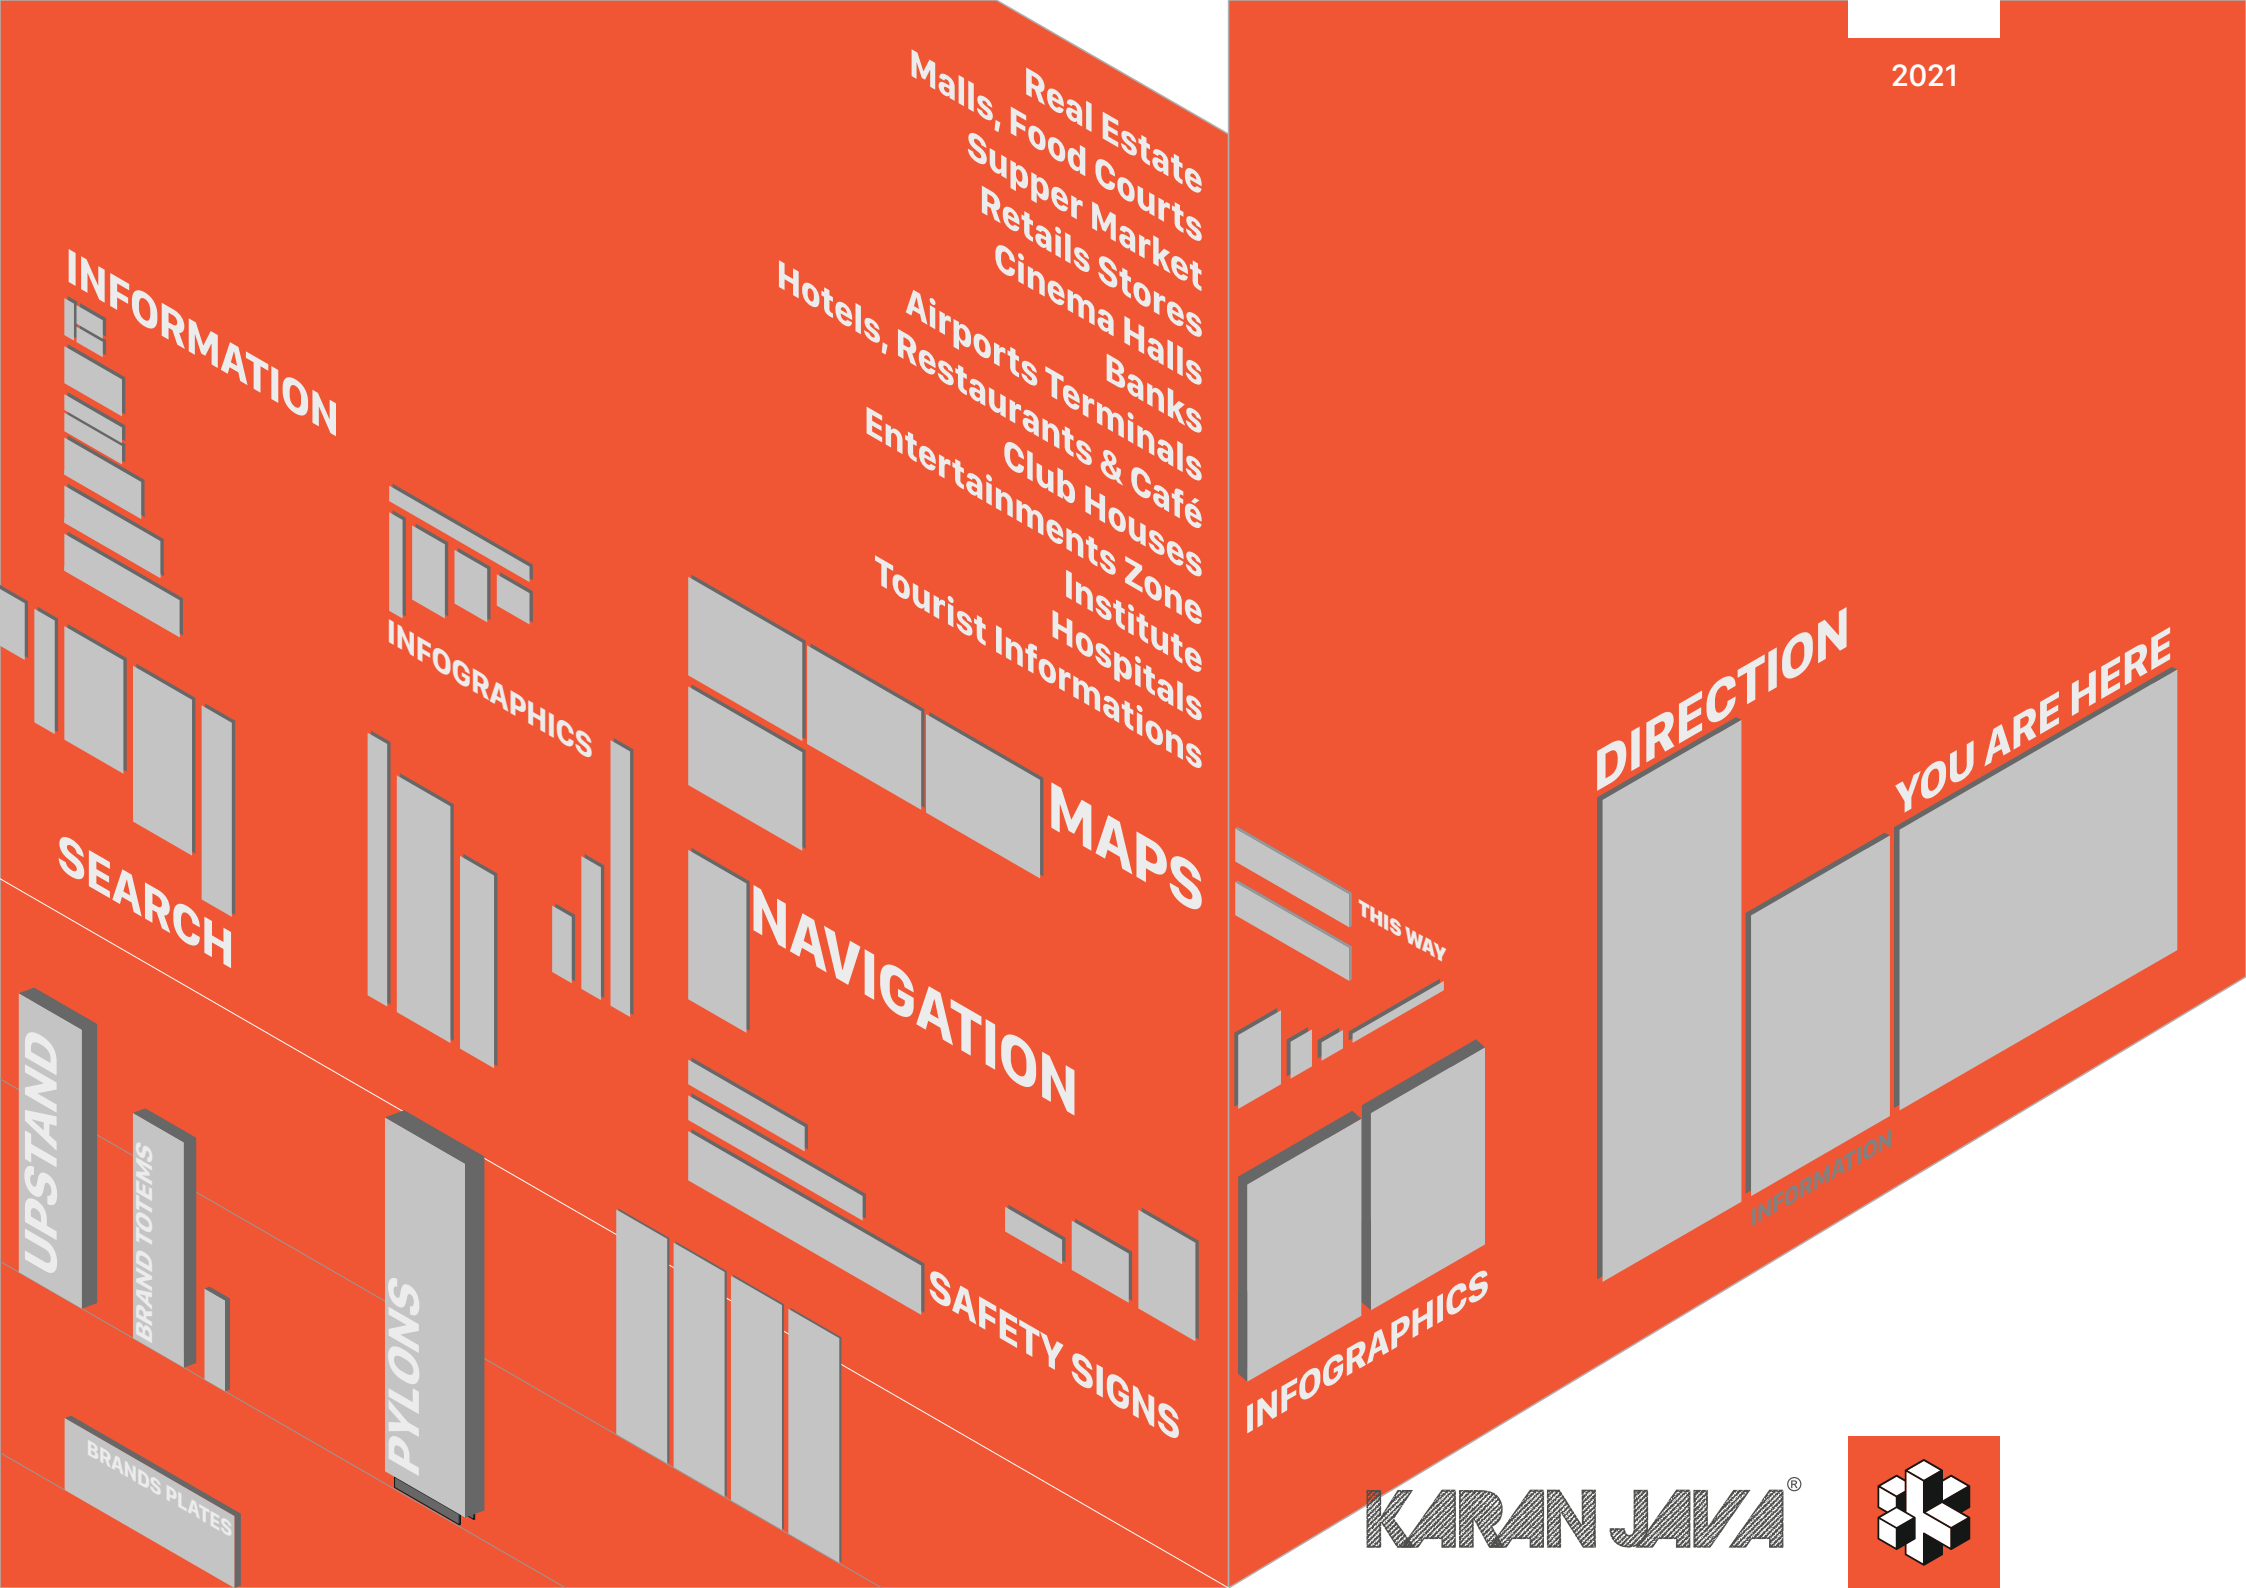 2021
Real Estate
Malls, Food Courts
Supper Market
Retails Stores
Cinema Halls
Banks
Airports Terminals
Hotels, Restaurants & Café
Club Houses
Entertainments Zone
Institute
Hospitals
Tourist Informations
INFORMATION
INFOGRAPHICS
SEARCH
MAPS
NAVIGATION
SAFETY SIGNS
UPSTAND
BRAND TOTEMS
PYLONS
BRANDS PLATES
THIS WAY
INFOGRAPHICS
DIRECTION
YOU ARE HERE
INFORMATION
KARAN JAVA®